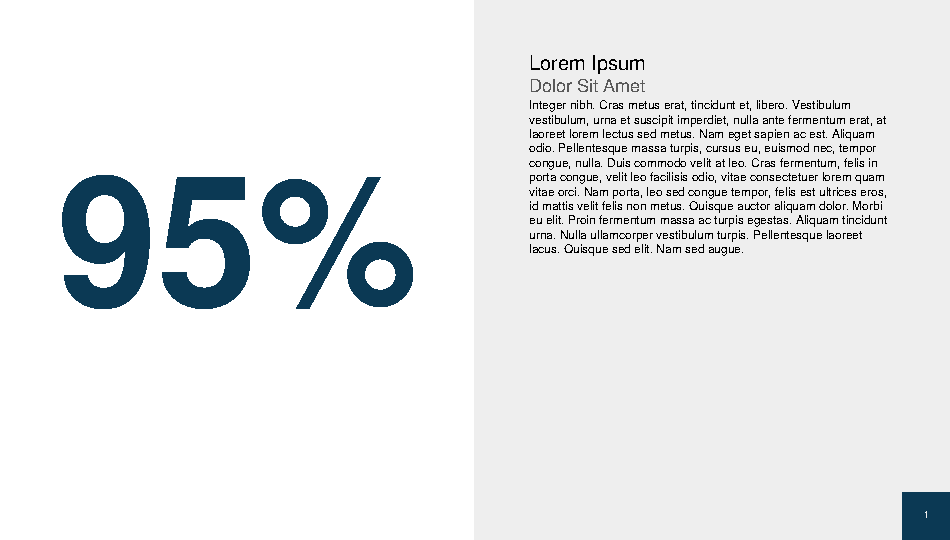 95%
Lorem Ipsum
Dolor Sit Amet
Integer nibh. Cras metus erat, tincidunt et, libero. Vestibulum
vestibulum, urna et suscipit imperdiet, nulla ante fermentum erat, at
laoreet lorem lectus sed metus. Nam eget sapien ac est. Aliquam
odio. Pellentesque massa turpis, cursus eu, euismod nec, tempor
congue, nulla. Duis commodo velit at leo. Cras fermentum, felis in
porta congue, velit leo facilisis odio, vitae consectetuer lorem quam
vitae orci. Nam porta, leo sed congue tempor, felis est ultrices eros,
id mattis velit felis non metus. Quisque auctor aliquam dolor. Morbi
eu elit. Proin fermentum massa ac turpis egestas. Aliquam tincidunt
urna. Nulla ullamcorper vestibulum turpis. Pellentesque laoreet
lacus. Quisque sed elit. Nam sed augue.
1